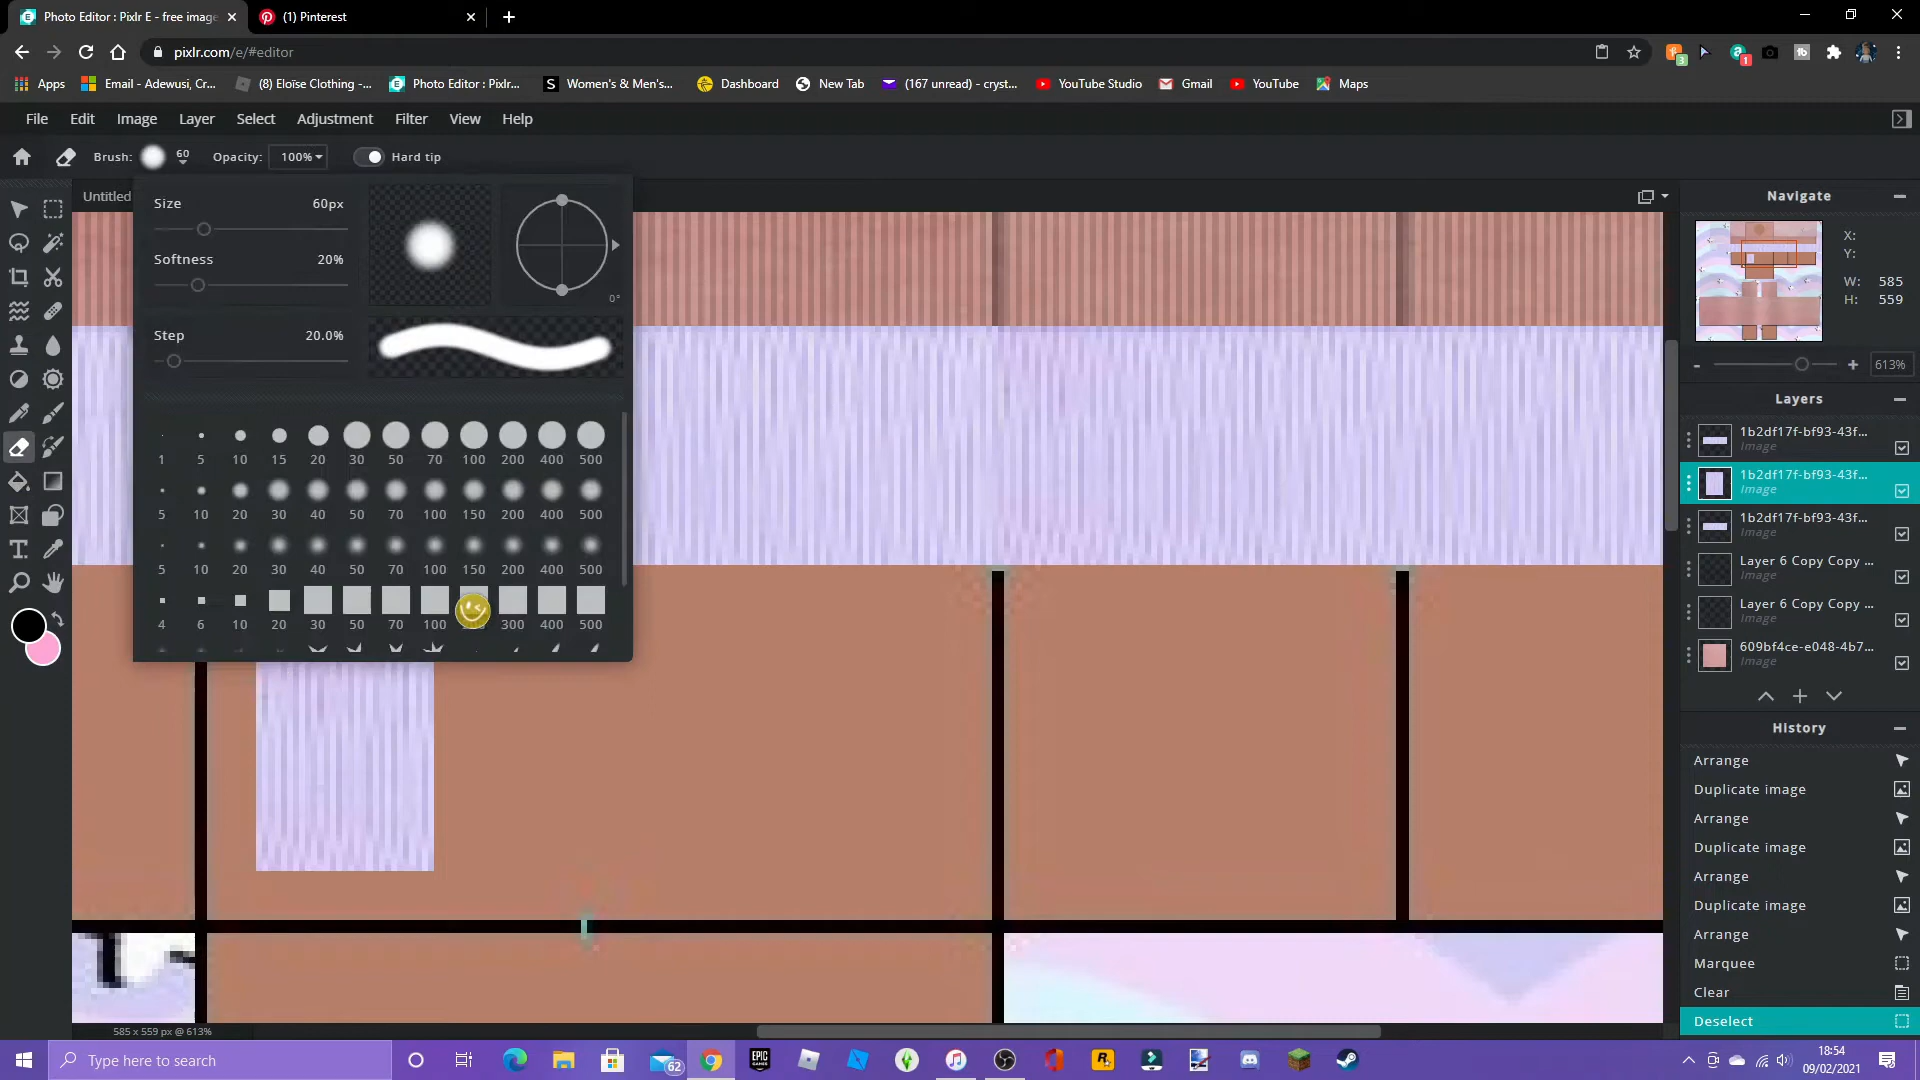 Photo Editor : Pixlr E - free image
(1) Pinterest
pixlr.com/e/#editor
3
1
Apps
Email - Adewusi, Cr...
(8) Eloïse Clothing -...
Photo Editor : Pixlr...
Women's & Men's...
Dashboard
New Tab
(167 unread) - cryst...
YouTube Studio
Gmail
YouTube
Maps
File
Edit
Image
Layer
Select
Adjustment
Filter
View
Help
Brush:
60
Opacity:
100%
Hard tip
Untitled
Size
60px
Softness
20%
0°
Step
20.0%
1 5 10 15 20 30 50 70 100 200 400 500
5 10 20 30 40 50 70 100 150 200 400 500
5 10 20 30 40 50 70 100 150 200 400 500
4 6 10 20 30 50 70 100 300 400 500
Navigate
X:
Y:
W: 585
H: 559
613%
Layers
1b2df17f-bf93-43f...
Image
1b2df17f-bf93-43f...
Image
1b2df17f-bf93-43f...
Image
Layer 6 Copy Copy ...
Image
Layer 6 Copy Copy ...
Image
609bf4ce-e048-4b7...
Image
History
Arrange
Duplicate image
Arrange
Duplicate image
Arrange
Duplicate image
Arrange
Marquee
Clear
Deselect
585 x 559 px @ 613%
Type here to search
62
EPIC GAMES
18:54
09/02/2021